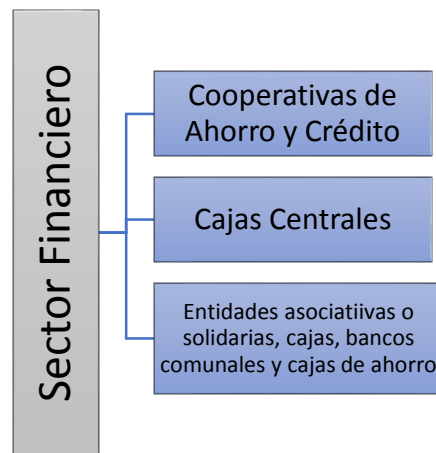 Sector Financiero
Cooperativas de
Ahorro y Crédito
Cajas Centrales
Entidades asociatiivas o
solidarias, cajas, bancos
comunales y cajas de ahorro